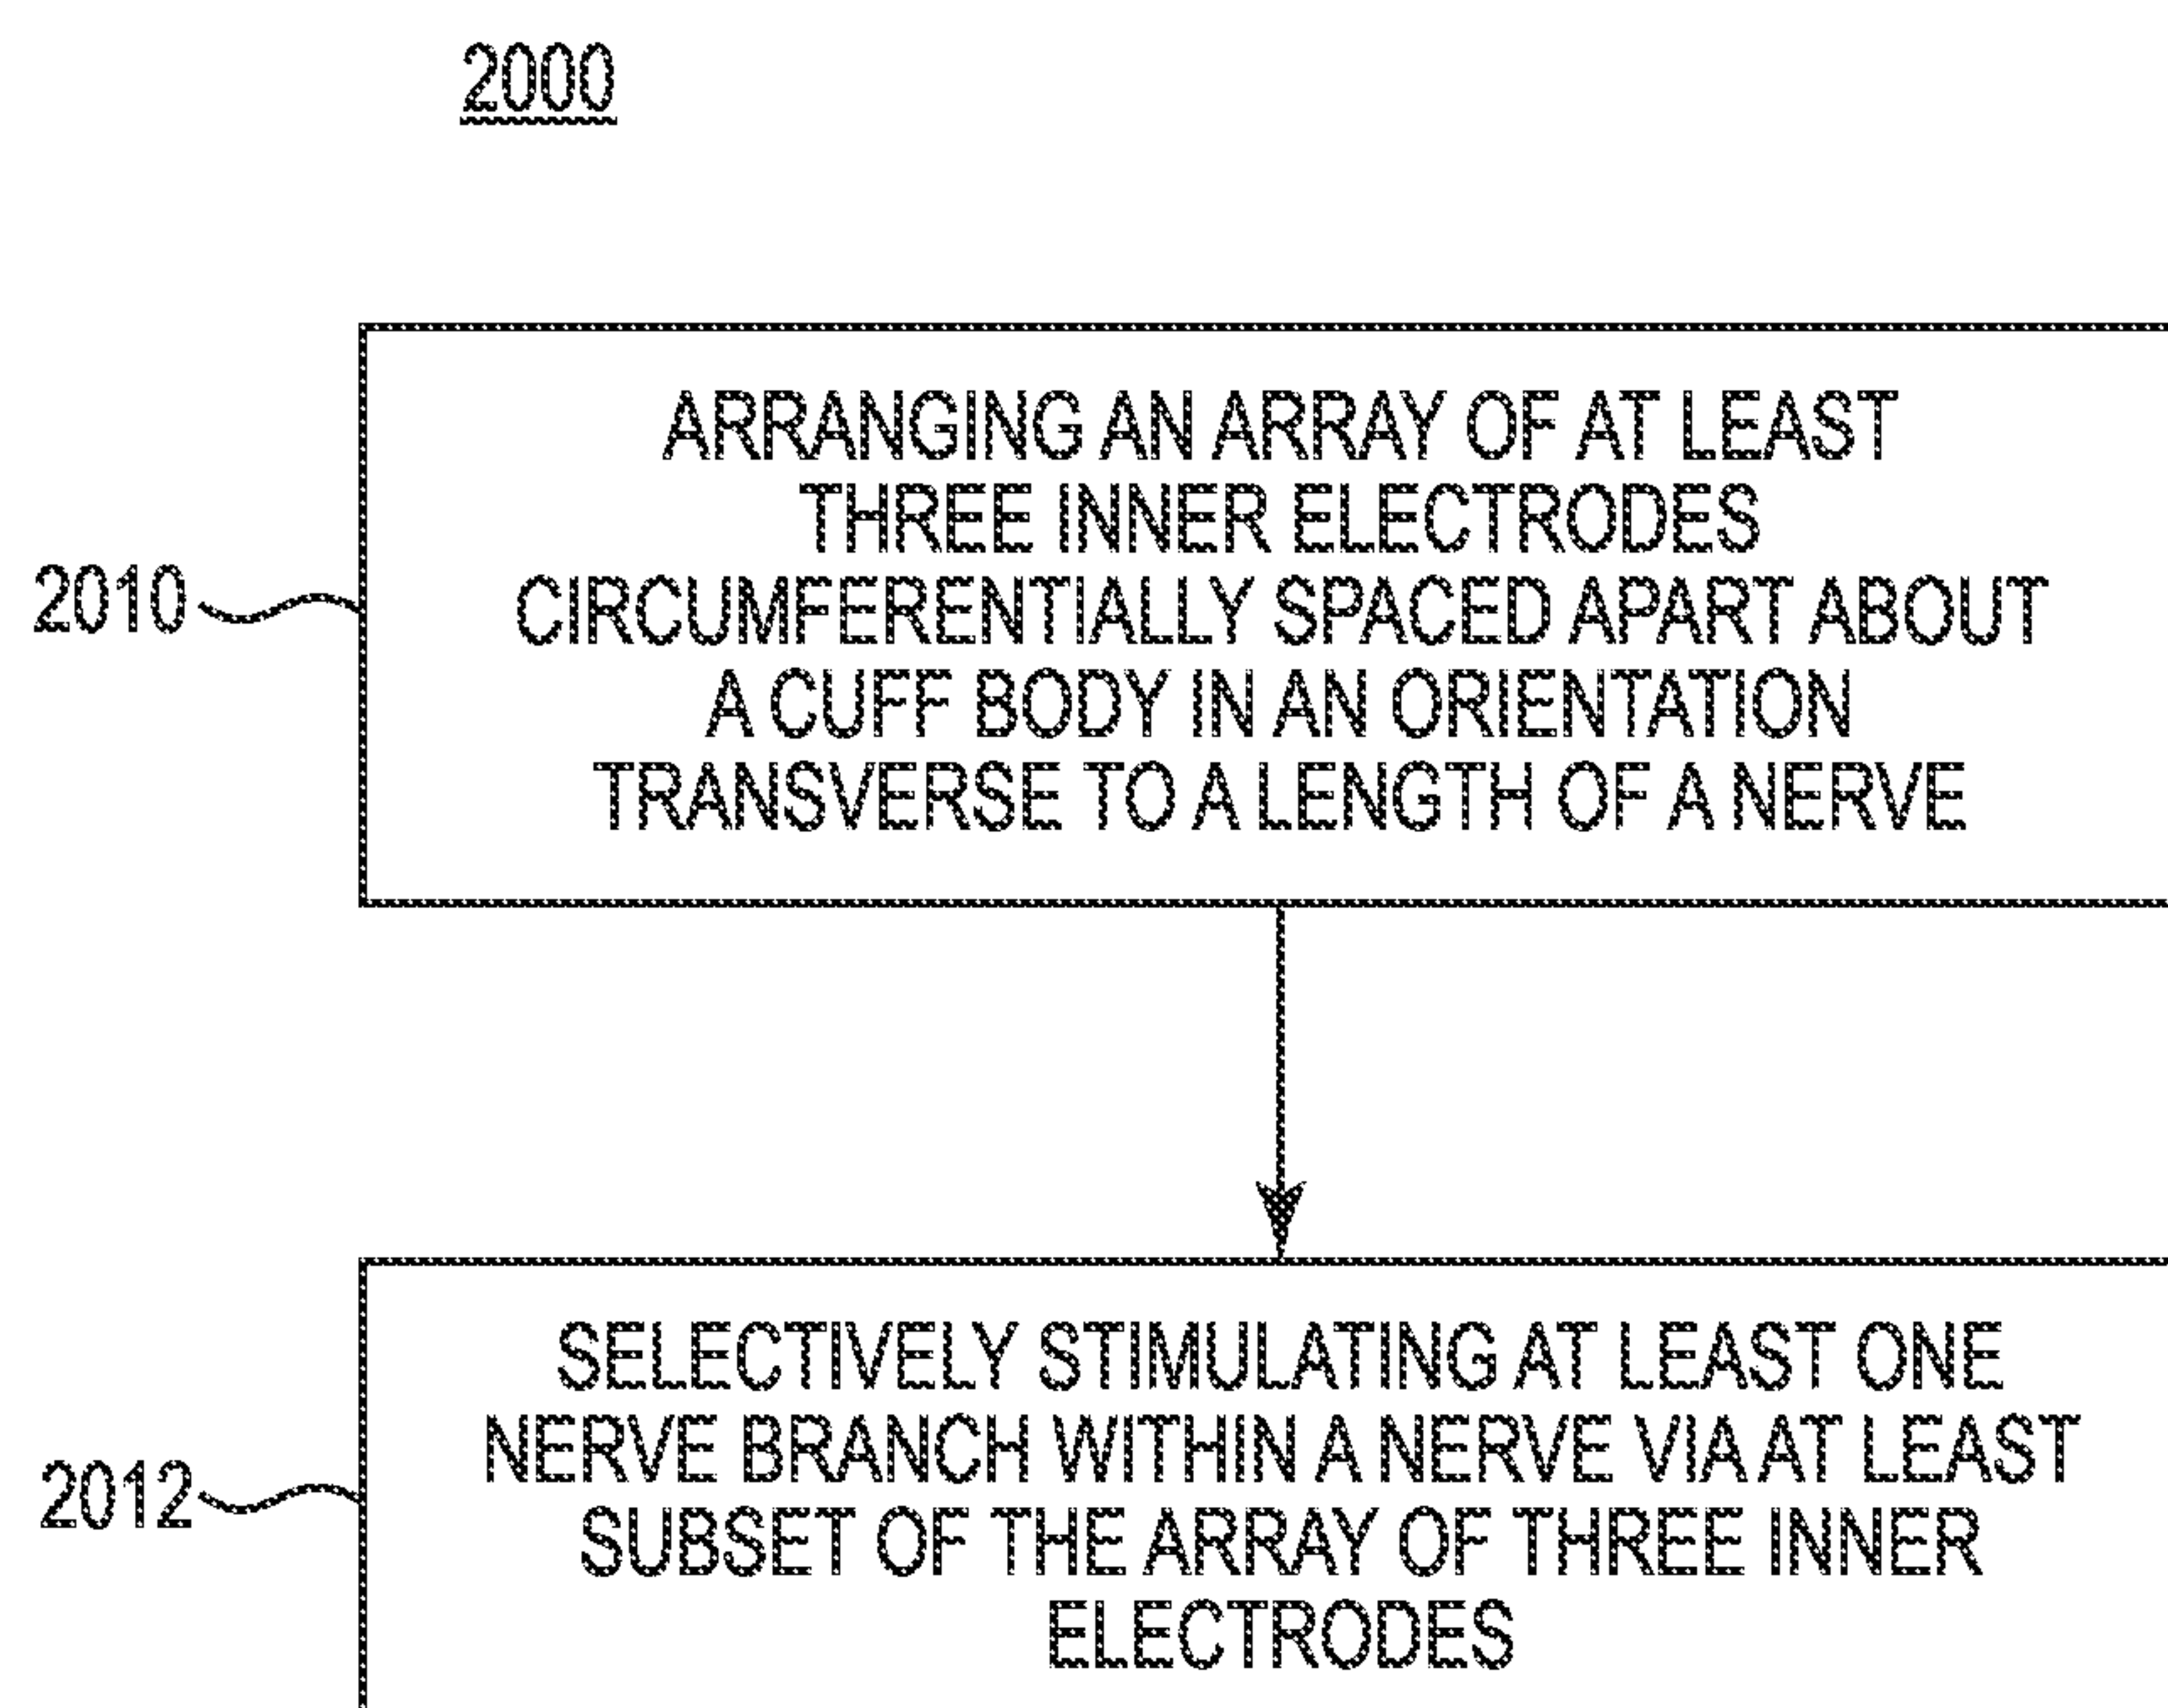 2000
ARRANGING AN ARRAY OF AT LEAST
THREE INNER ELECTRODES
CIRCUMFERENTIALLY SPACED APART ABOUT
A CUFF BODY IN AN ORIENTATION
TRANSVERSE TO A LENGTH OF A NERVE
2010
SELECTIVELY STIMULATING AT LEAST ONE
NERVE BRANCH WITHIN A NERVE VIA AT LEAST
SUBSET OF THE ARRAY OF THREE INNER
ELECTRODES
2012